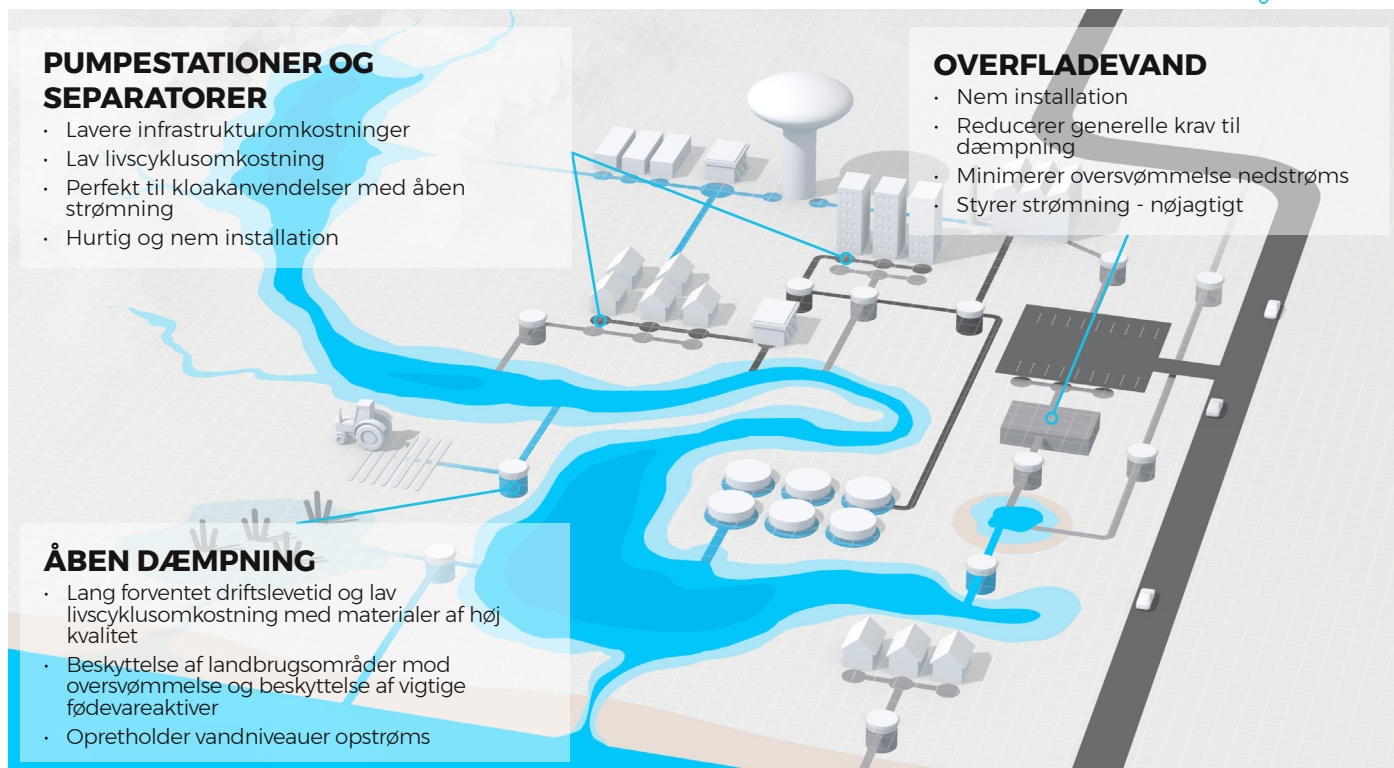 PUMPESTATIONER OG
SEPARATORER
• Lavere infrastrukturomkostninger
• Lav livscyklusomkostning
• Perfekt til kloakanvendelser med åben
strømning
• Hurtig og nem installation
OVERFLADEVAND
• Nem installation
• Reducerer generelle krav til
dæmpning
• Minimerer oversvømmelse nedstrøms
• Styrer strømning - nøjagtigt
ÅBEN DÆMPNING
• Lang forventet driftslevetid og lav
livscyklusomkostning med materialer af høj
kvalitet
• Beskyttelse af landbrugsområder mod
oversvømmelse og beskyttelse af vigtige
fødevareaktiver
• Opretholder vandniveauer opstrøms